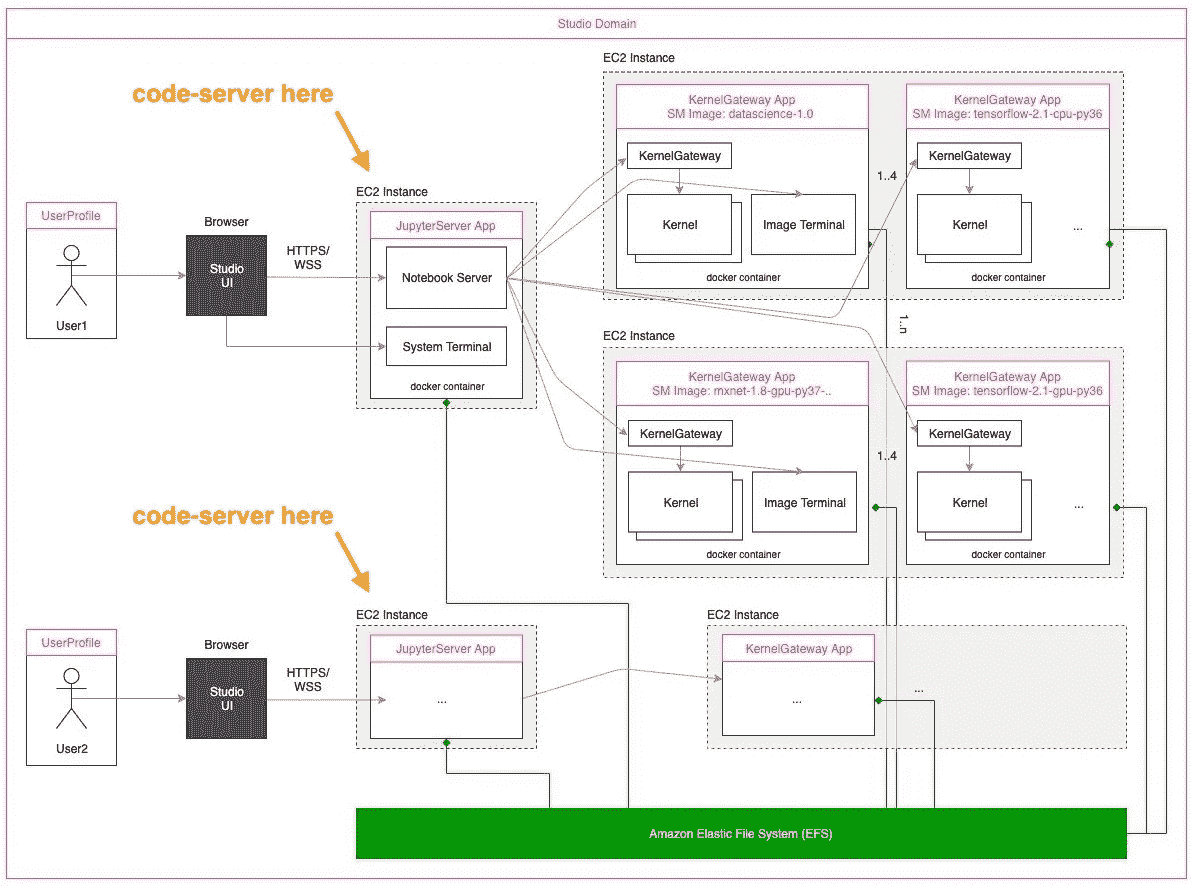 Studio Domain
EC2 Instance
code-server here
KernelGateway App
SM Image: datascience-1.0
KernelGateway App
SM Image: tensorflow-2.1-cpu-py36
KernelGateway
KernelGateway
1..4
EC2 Instance
UserProfile
Browser
JupyterServer App
Kernel
Image Terminal
Kernel
...
HTTPS/
WSS
Studio
UI
Notebook Server
docker container
docker container
User1
1..n
System Terminal
EC2 Instance
docker container
KernelGateway App
SM Image: mxnet-1.8-gpu-py37-..
KernelGateway App
SM Image: tensorflow-2.1-gpu-py36
KernelGateway
KernelGateway
1..4
Kernel
Image Terminal
Kernel
...
docker container
docker container
code-server here
EC2 Instance
EC2 Instance
UserProfile
Browser
JupyterServer App
KernelGateway App
HTTPS/
WSS
Studio
UI
...
...
...
User2
Amazon Elastic File System (EFS)